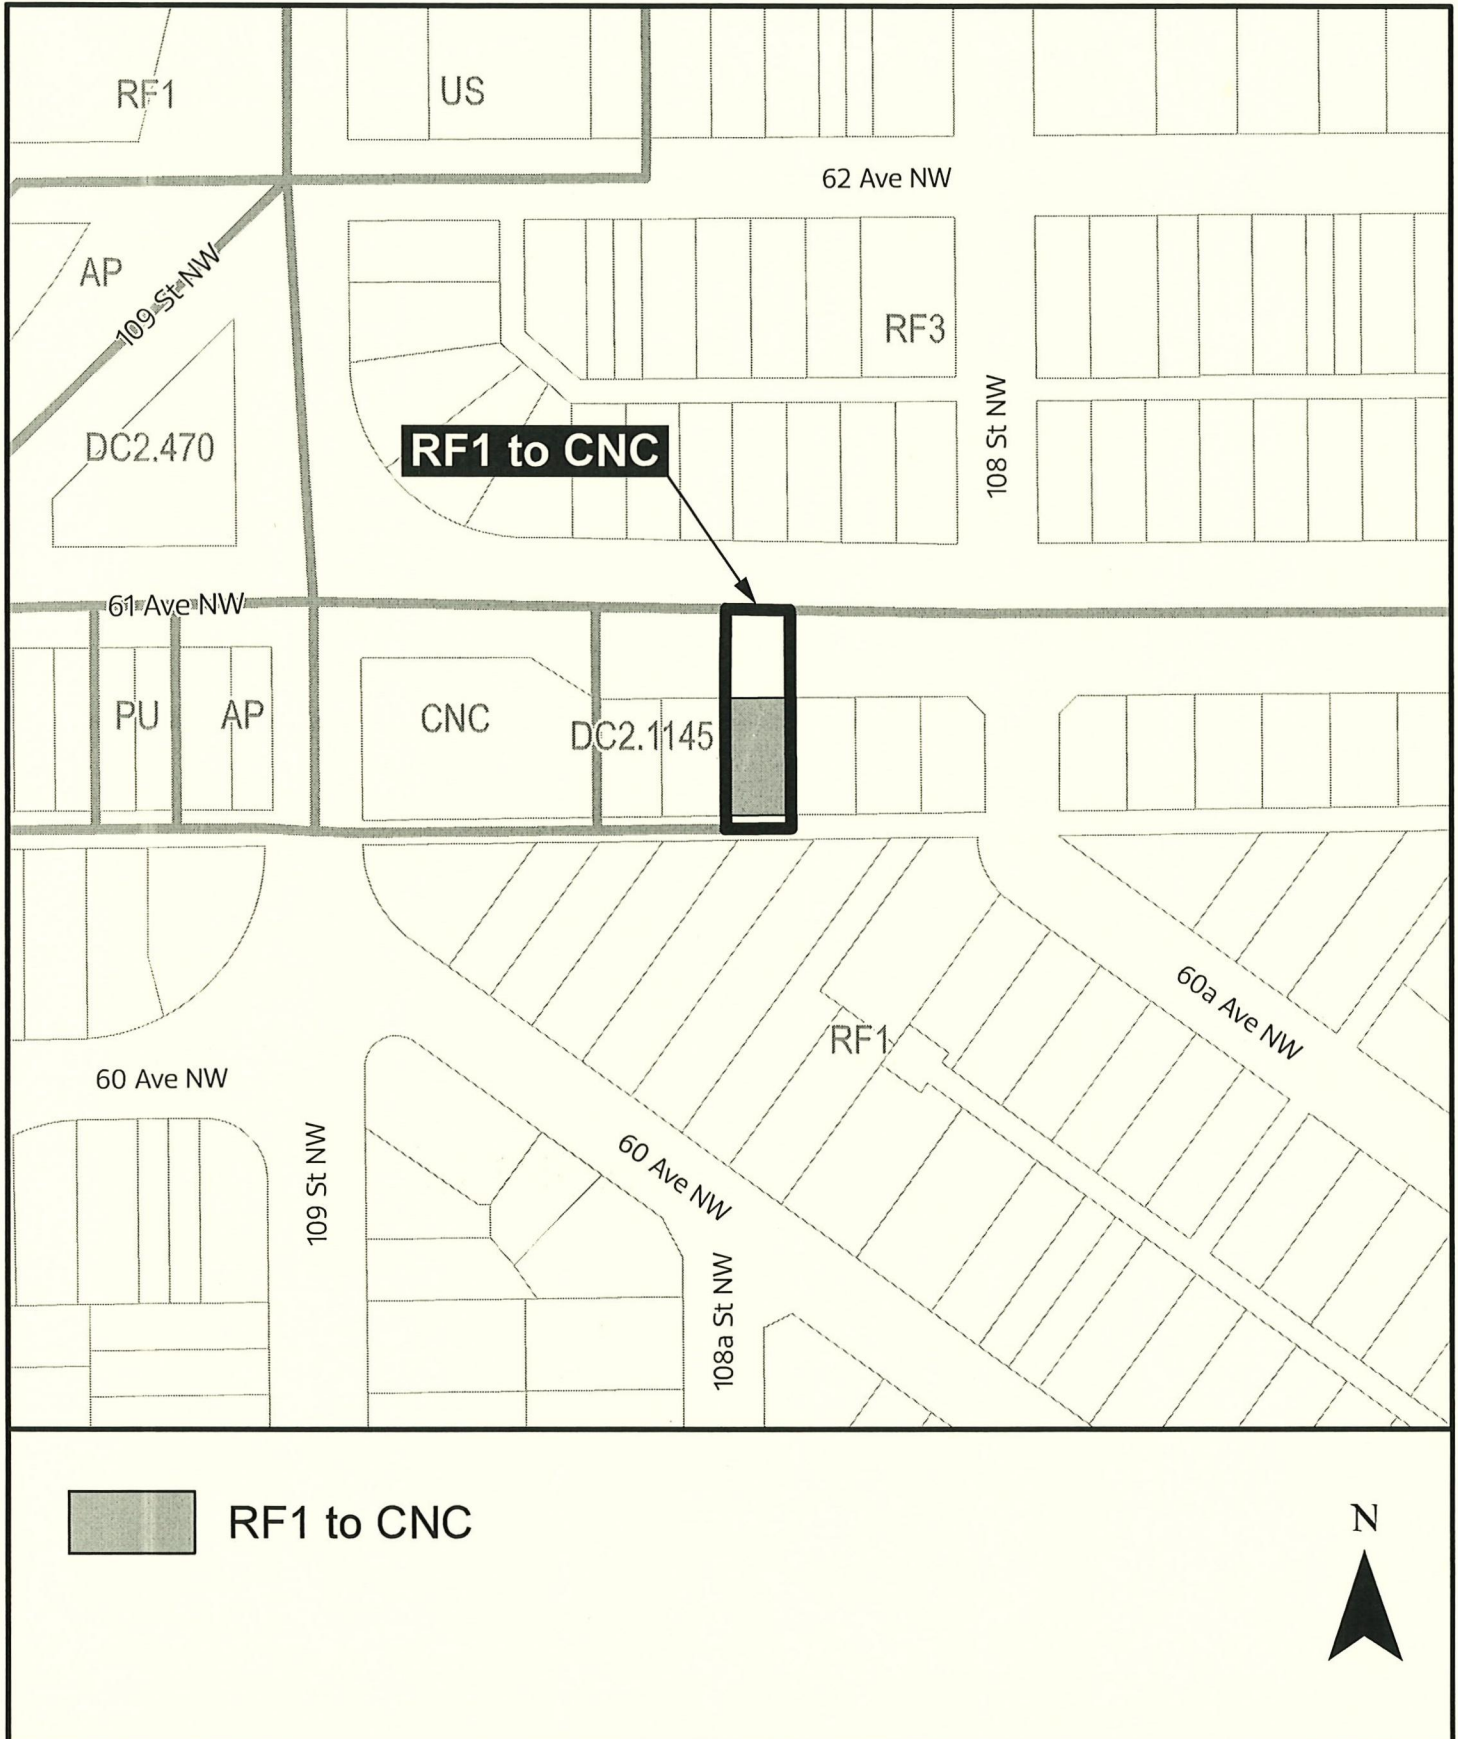 RF1
US
62 Ave NW
AP
109 St NW
RF3
DC2.470
RF1 to CNC
108 St NW
61 Ave NW
PU
AP
CNC
DC2.1145
60a Ave NW
RF1
60 Ave NW
109 St NW
60 Ave NW
108a St NW
RF1 to CNC
N